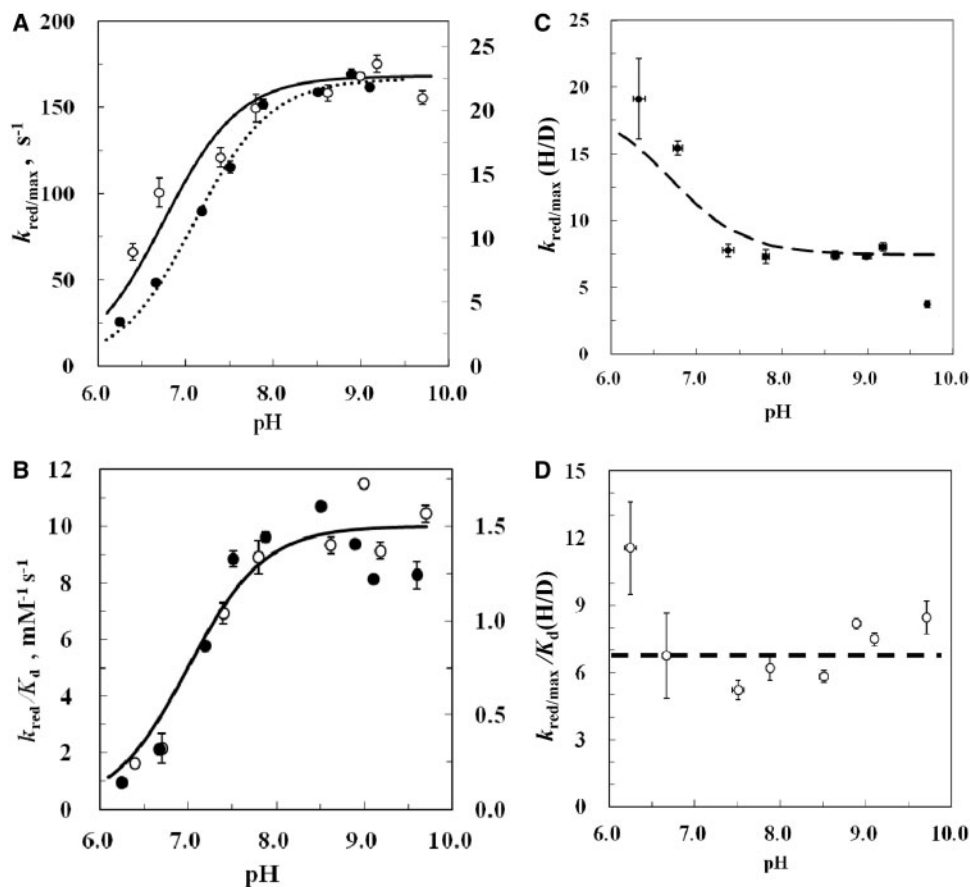 A
200
150
100
50
0
25
20
15
10
5
0
k_red/max , s⁻¹
6.0 7.0 8.0 9.0 10.0
pH
B
12
10
8
6
4
2
0
1.5
1.0
0.5
0.0
k_red/K_d , mM⁻¹ s⁻¹
6.0 7.0 8.0 9.0 10.0
pH
C
25
20
15
10
5
0
k_red/max (H/D)
6.0 7.0 8.0 9.0 10.0
pH
D
15
12
9
6
3
0
k_red/max/K_d(H/D)
6.0 7.0 8.0 9.0 10.0
pH